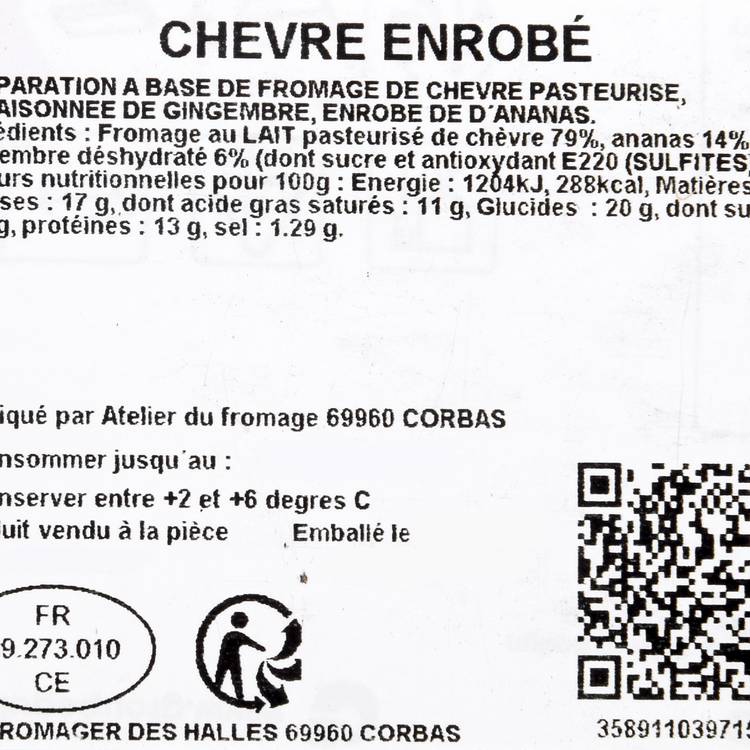 CHEVRE ENROBÉ
PARATION A BASE DE FROMAGE DE CHEVRE PASTEURISE,
AISONNEE DE GINGEMBRE, ENROBE DE D'ANANAS.
édients : Fromage au LAIT pasteurisé de chèvre 79%, ananas 14%
embre déshydraté 6% (dont sucre et antioxydant E220 (SULFITES)
urs nutritionnelles pour 100g : Energie : 1204kJ, 288kcal, Matières
ses : 17 g, dont acide gras saturés : 11 g, Glucides : 20 g, dont su
g, protéines : 13 g, sel : 1.29 g.
iqué par Atelier du fromage 69960 CORBAS
nsommer jusqu'au :
nserver entre +2 et +6 degres C
uit vendu à la pièce Emballé le
FR
9.273.010
CE
ROMAGER DES HALLES 69960 CORBAS
358911039715